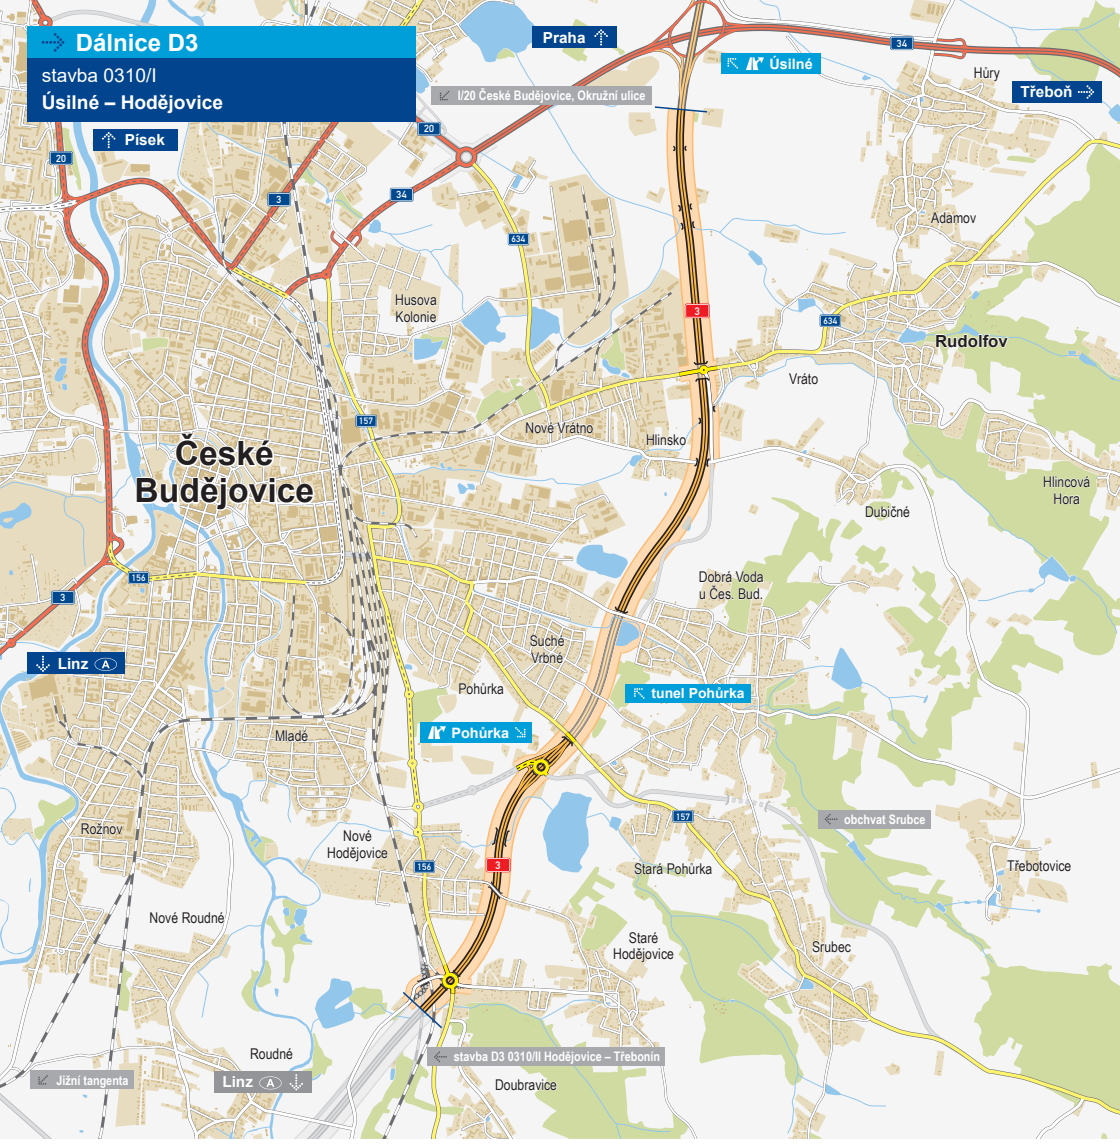 Dálnice D3
stavba 0310/I
Úsilné – Hodějovice
Praha
34
Úsilné
Hůry
Třeboň
I/20 České Budějovice, Okružní ulice
20
Písek
20
3
34
Adamov
634
Husova
Kolonie
3
634
Rudolfov
Vráto
157
Nové Vrátno
Hlinsko
České
Budějovice
Hlincová
Hora
Dubičné
156
3
Dobrá Voda
u Čes. Bud.
Suché
Vrbné
Linz A
Pohůrka
tunel Pohůrka
Pohůrka
Mladé
157
obchvat Srubce
Rožnov
Nové
Hodějovice
156
3
Stará Pohůrka
Třebotovice
Nové Roudné
Staré
Hodějovice
Srubec
Roudné
stavba D3 0310/II Hodějovice – Třebonín
Jižní tangenta
Linz A
Doubravice